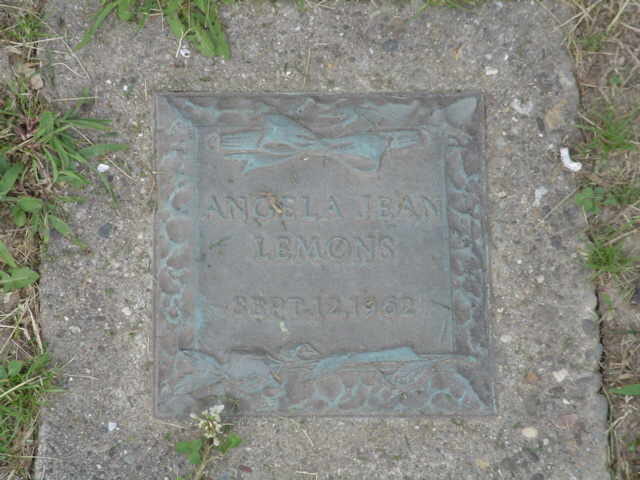 ANGELA JEAN
LEMONS
SEPT. 12, 1962